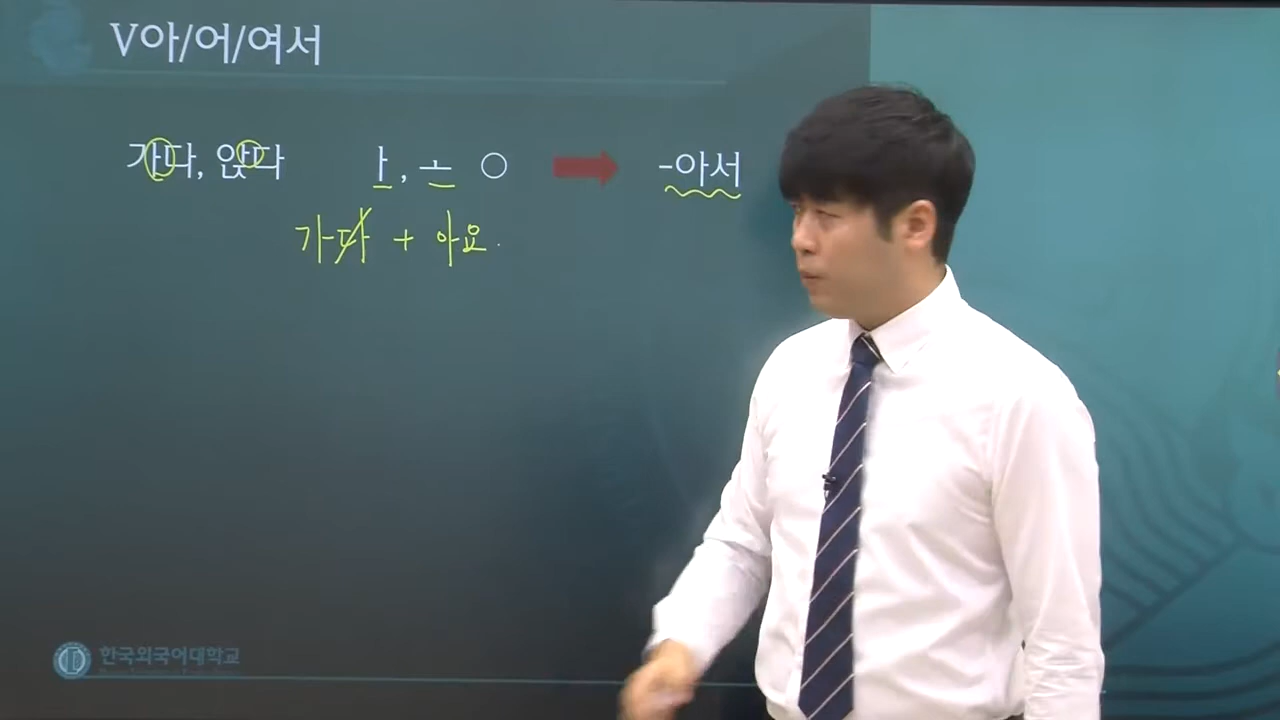 V아/어/여서
가다, 앉다 ㅏ, ㅗ ○ -아서
가다 + 아요.
한국외국어대학교